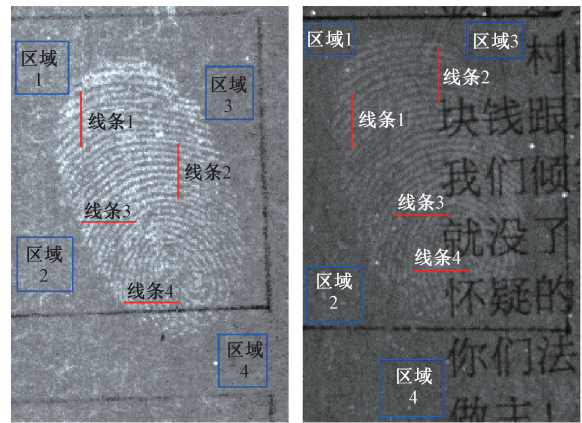 区域
1
区域
3
线条1
线条2
线条3
区域
2
线条4
区域
4
区域1
区域3
村
线条2
线条1
块钱跟
我们倾
线条3
就没了
线条4
区域
2
怀疑的
你们法
区域
4
做主！